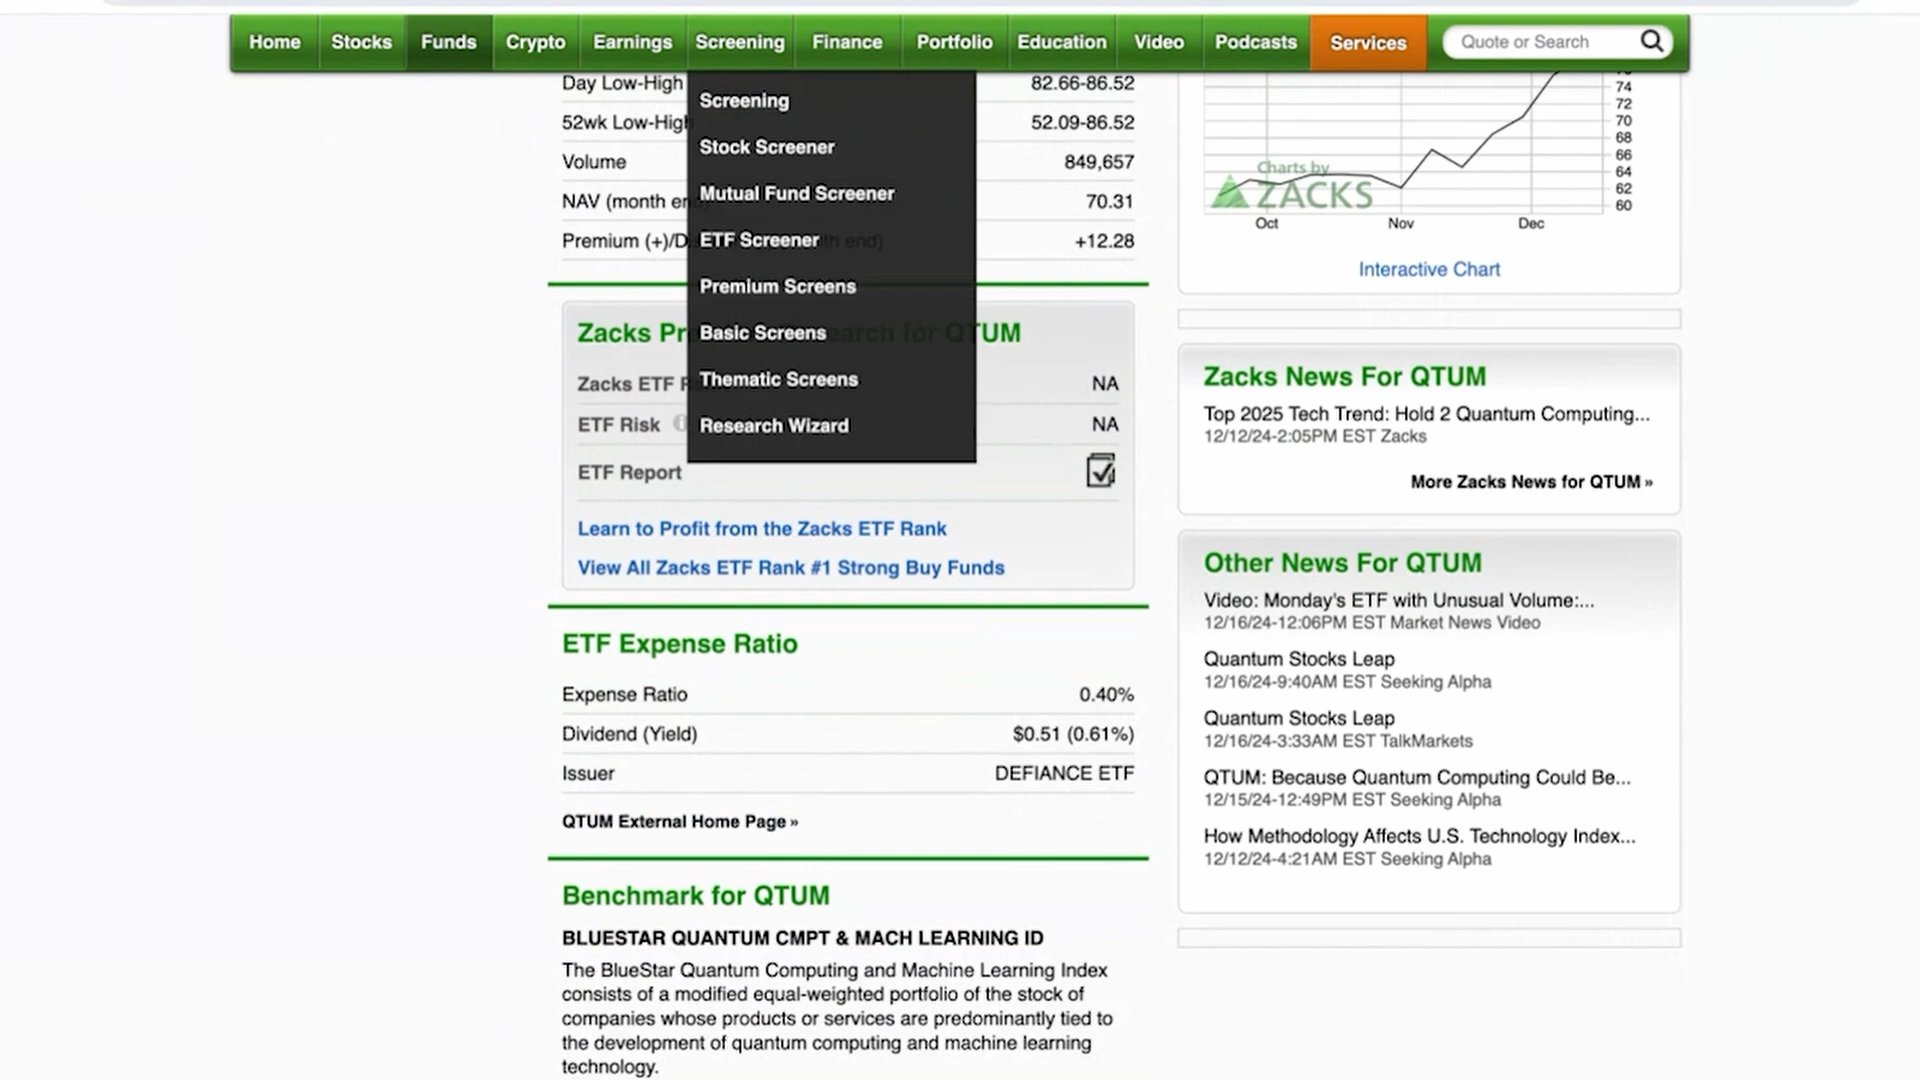 Home Stocks Funds Crypto Earnings Screening Finance Portfolio Education Video Podcasts Services Quote or Search
Day Low-High 82.66-86.52
52wk Low-High 52.09-86.52
Volume 849,657
NAV (month en 70.31
Premium (+)/D th end) +12.28
Screening
Stock Screener
Mutual Fund Screener
ETF Screener
Premium Screens
Basic Screens
Thematic Screens
Research Wizard
Zacks Pr earch for QTUM
Zacks ETF R NA
ETF Risk NA
ETF Report
Learn to Profit from the Zacks ETF Rank
View All Zacks ETF Rank #1 Strong Buy Funds
ETF Expense Ratio
Expense Ratio 0.40%
Dividend (Yield) $0.51 (0.61%)
Issuer DEFIANCE ETF
QTUM External Home Page »
Benchmark for QTUM
BLUESTAR QUANTUM CMPT & MACH LEARNING ID
The BlueStar Quantum Computing and Machine Learning Index
consists of a modified equal-weighted portfolio of the stock of
companies whose products or services are predominantly tied to
the development of quantum computing and machine learning
technology.
74
72
70
68
66
64
62
60
Charts by
ZACKS
Oct Nov Dec
Interactive Chart
Zacks News For QTUM
Top 2025 Tech Trend: Hold 2 Quantum Computing...
12/12/24-2:05PM EST Zacks
More Zacks News for QTUM »
Other News For QTUM
Video: Monday's ETF with Unusual Volume:...
12/16/24-12:06PM EST Market News Video
Quantum Stocks Leap
12/16/24-9:40AM EST Seeking Alpha
Quantum Stocks Leap
12/16/24-3:33AM EST TalkMarkets
QTUM: Because Quantum Computing Could Be...
12/15/24-12:49PM EST Seeking Alpha
How Methodology Affects U.S. Technology Index...
12/12/24-4:21AM EST Seeking Alpha